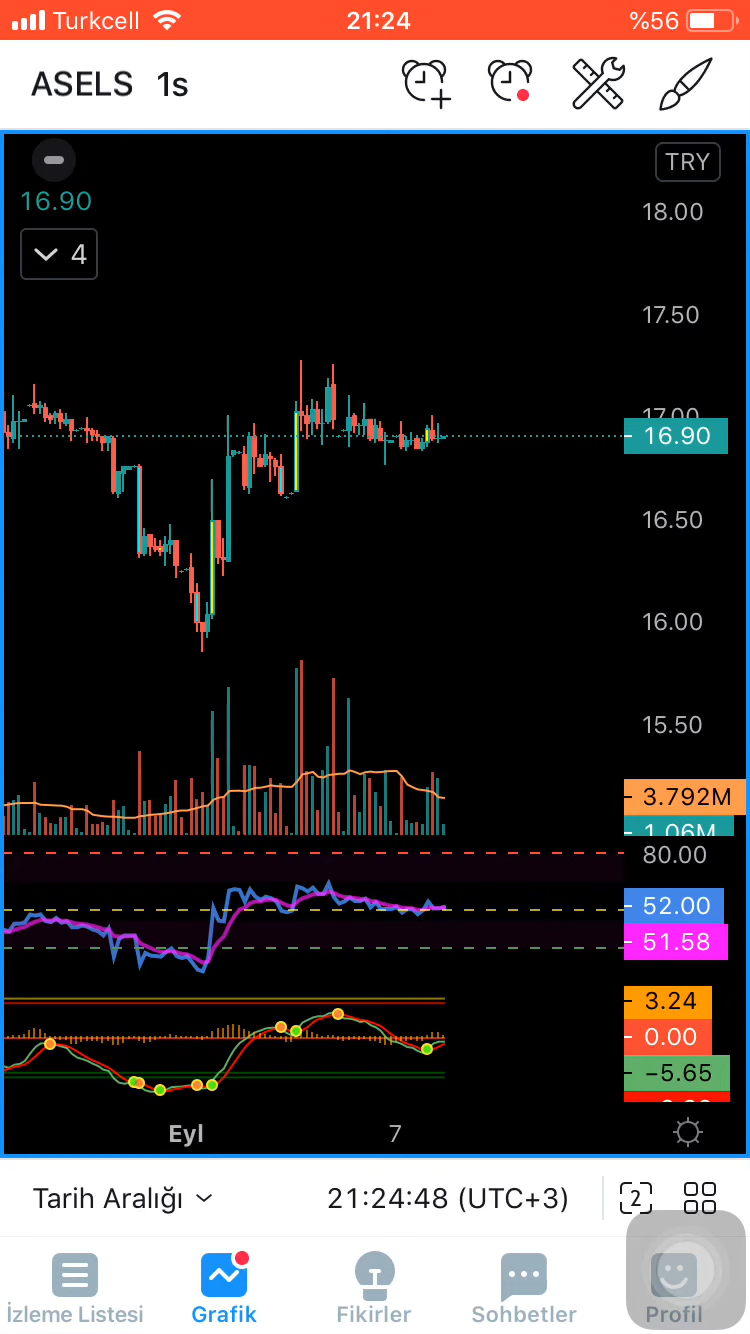 Turkcell 21:24 %56
ASELS 1s
TRY
16.90
4
18.00
17.50
17.00
16.90
16.50
16.00
15.50
3.792M
1.06M
80.00
52.00
51.58
3.24
0.00
−5.65
Eyl 7
Tarih Aralığı 21:24:48 (UTC+3) 2
İzleme Listesi Grafik Fikirler Sohbetler Profil